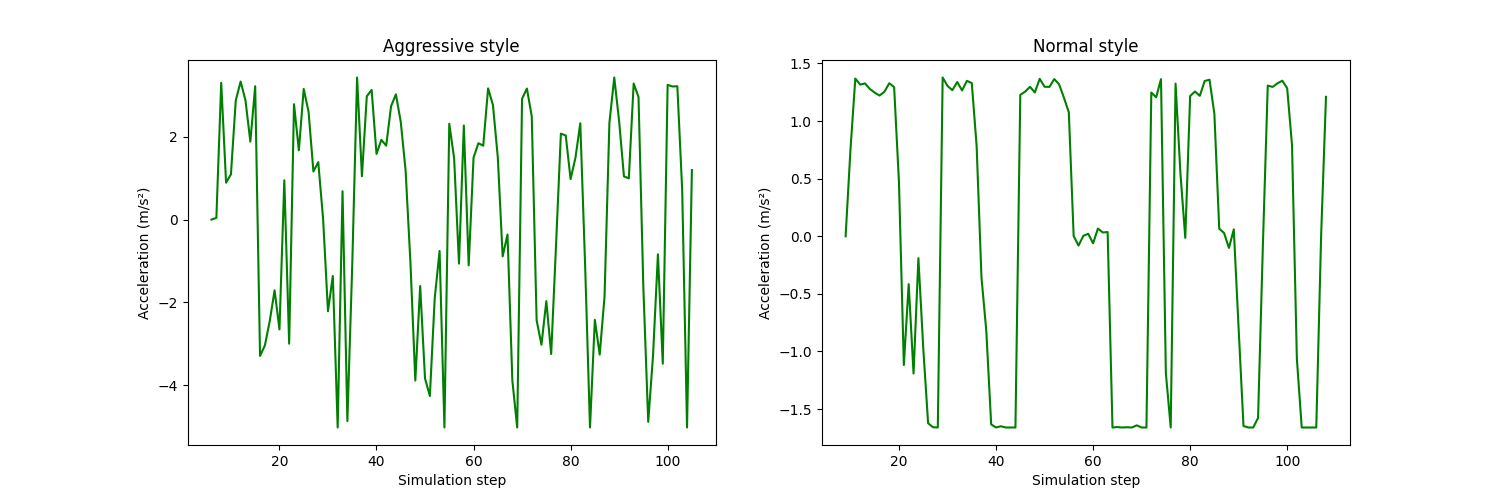 Aggressive style
Acceleration (m/s²)
2
0
−2
−4
20 40 60 80 100
Simulation step
Normal style
Acceleration (m/s²)
1.5
1.0
0.5
0.0
−0.5
−1.0
−1.5
20 40 60 80 100
Simulation step